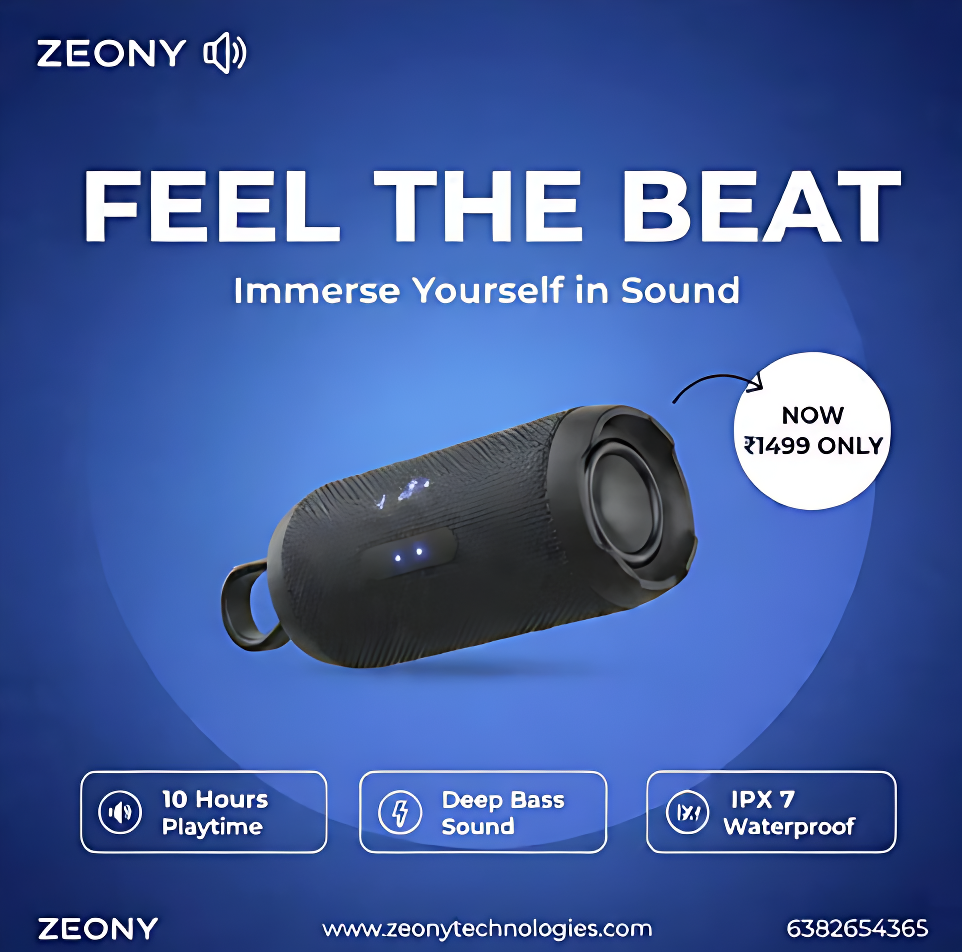 ZEONY
FEEL THE BEAT
Immerse Yourself in Sound
NOW
₹1499 ONLY
10 Hours
Playtime
Deep Bass
Sound
IPX 7
Waterproof
ZEONY
www.zeonytechnologies.com
6382654365